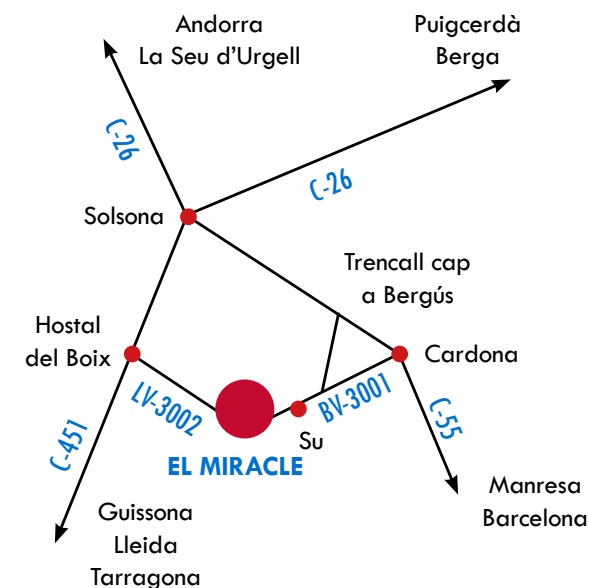 Andorra
La Seu d'Urgell
Puigcerdà
Berga
C-26
C-26
Solsona
Trencall cap
a Bergús
Hostal
del Boix
Cardona
LV-3002
BV-3001
C-451
C-55
Su
EL MIRACLE
Manresa
Barcelona
Guissona
Lleida
Tarragona